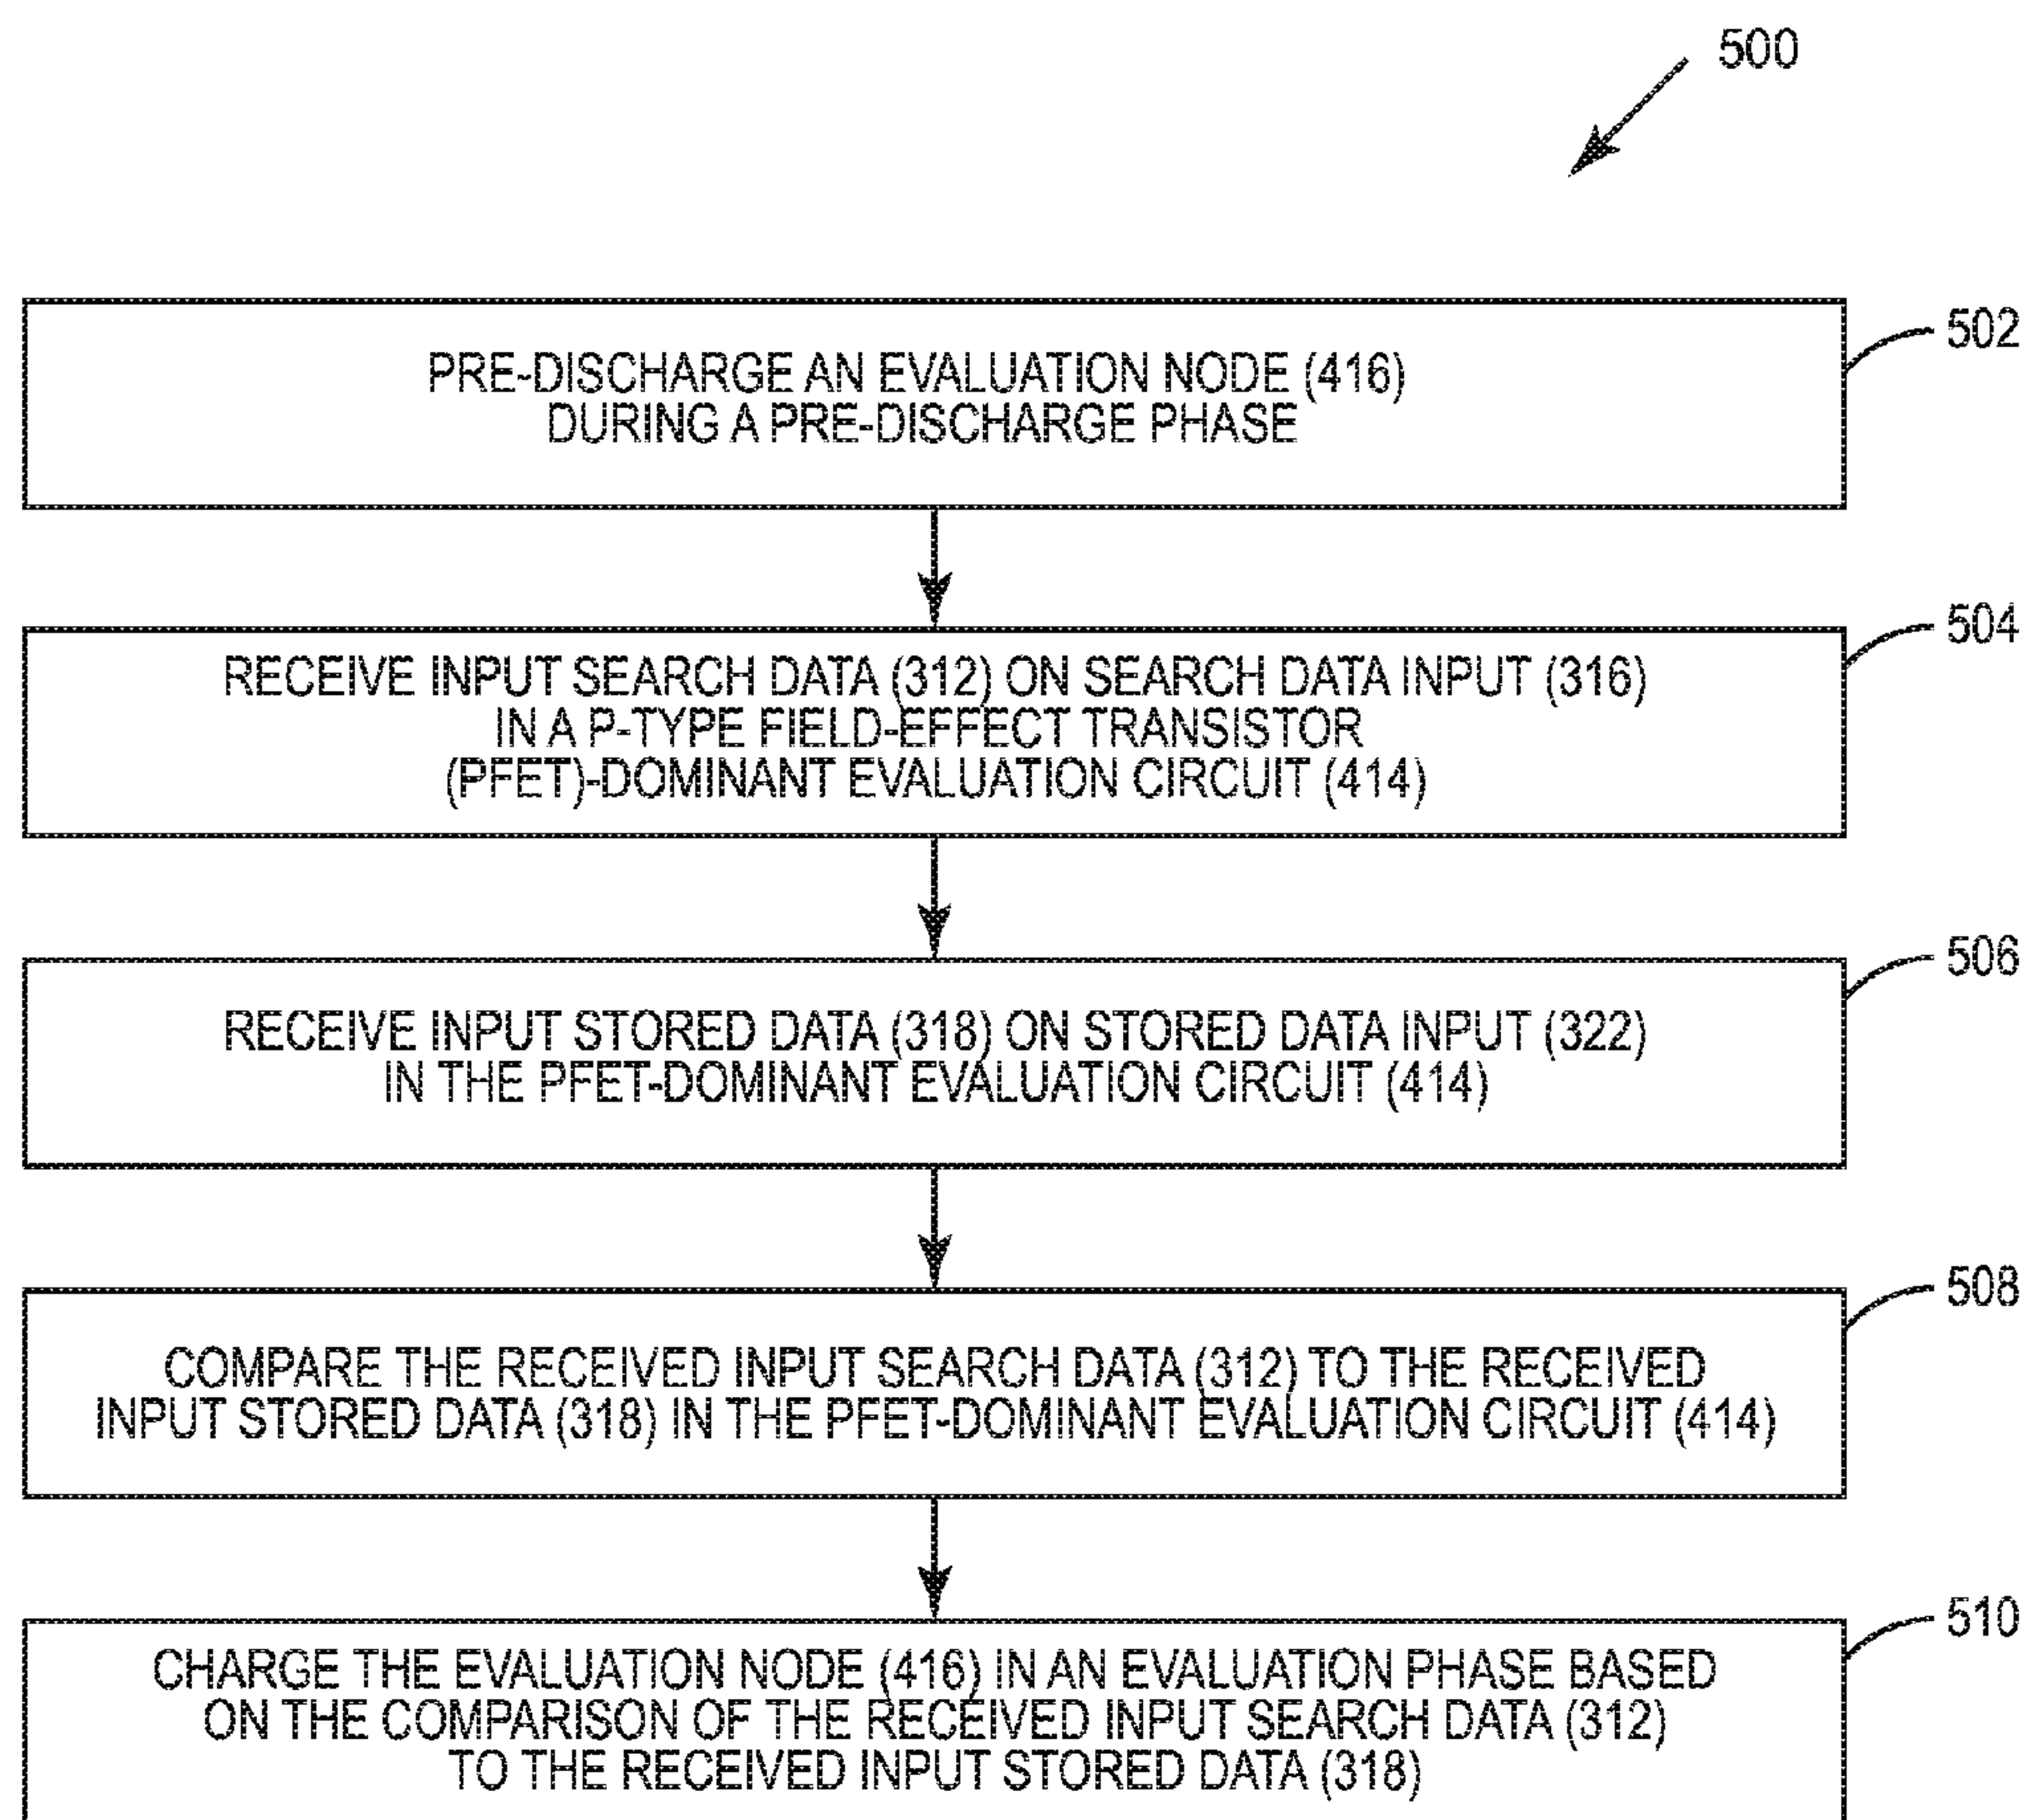 500
502
PRE-DISCHARGE AN EVALUATION NODE (416)
DURING A PRE-DISCHARGE PHASE
504
RECEIVE INPUT SEARCH DATA (312) ON SEARCH DATA INPUT (316)
IN A P-TYPE FIELD-EFFECT TRANSISTOR
(PFET)-DOMINANT EVALUATION CIRCUIT (414)
506
RECEIVE INPUT STORED DATA (318) ON STORED DATA INPUT (322)
IN THE PFET-DOMINANT EVALUATION CIRCUIT (414)
508
COMPARE THE RECEIVED INPUT SEARCH DATA (312) TO THE RECEIVED
INPUT STORED DATA (318) IN THE PFET-DOMINANT EVALUATION CIRCUIT (414)
510
CHARGE THE EVALUATION NODE (416) IN AN EVALUATION PHASE BASED
ON THE COMPARISON OF THE RECEIVED INPUT SEARCH DATA (312)
TO THE RECEIVED INPUT STORED DATA (318)